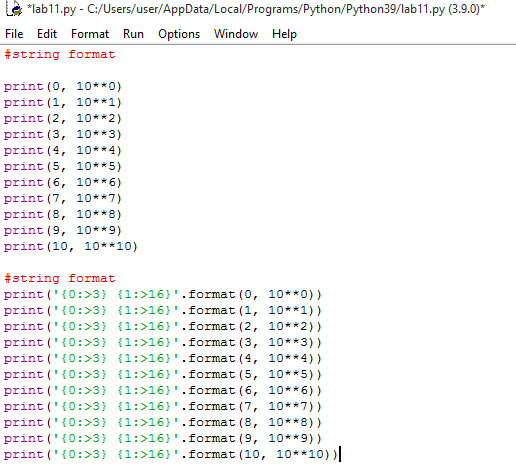 *lab11.py - C:/Users/user/AppData/Local/Programs/Python/Python39/lab11.py (3.9.0)*
File Edit Format Run Options Window Help
#string format

print(0, 10**0)
print(1, 10**1)
print(2, 10**2)
print(3, 10**3)
print(4, 10**4)
print(5, 10**5)
print(6, 10**6)
print(7, 10**7)
print(8, 10**8)
print(9, 10**9)
print(10, 10**10)

#string format
print('{0:>3} {1:>16}'.format(0, 10**0))
print('{0:>3} {1:>16}'.format(1, 10**1))
print('{0:>3} {1:>16}'.format(2, 10**2))
print('{0:>3} {1:>16}'.format(3, 10**3))
print('{0:>3} {1:>16}'.format(4, 10**4))
print('{0:>3} {1:>16}'.format(5, 10**5))
print('{0:>3} {1:>16}'.format(6, 10**6))
print('{0:>3} {1:>16}'.format(7, 10**7))
print('{0:>3} {1:>16}'.format(8, 10**8))
print('{0:>3} {1:>16}'.format(9, 10**9))
print('{0:>3} {1:>16}'.format(10, 10**10))